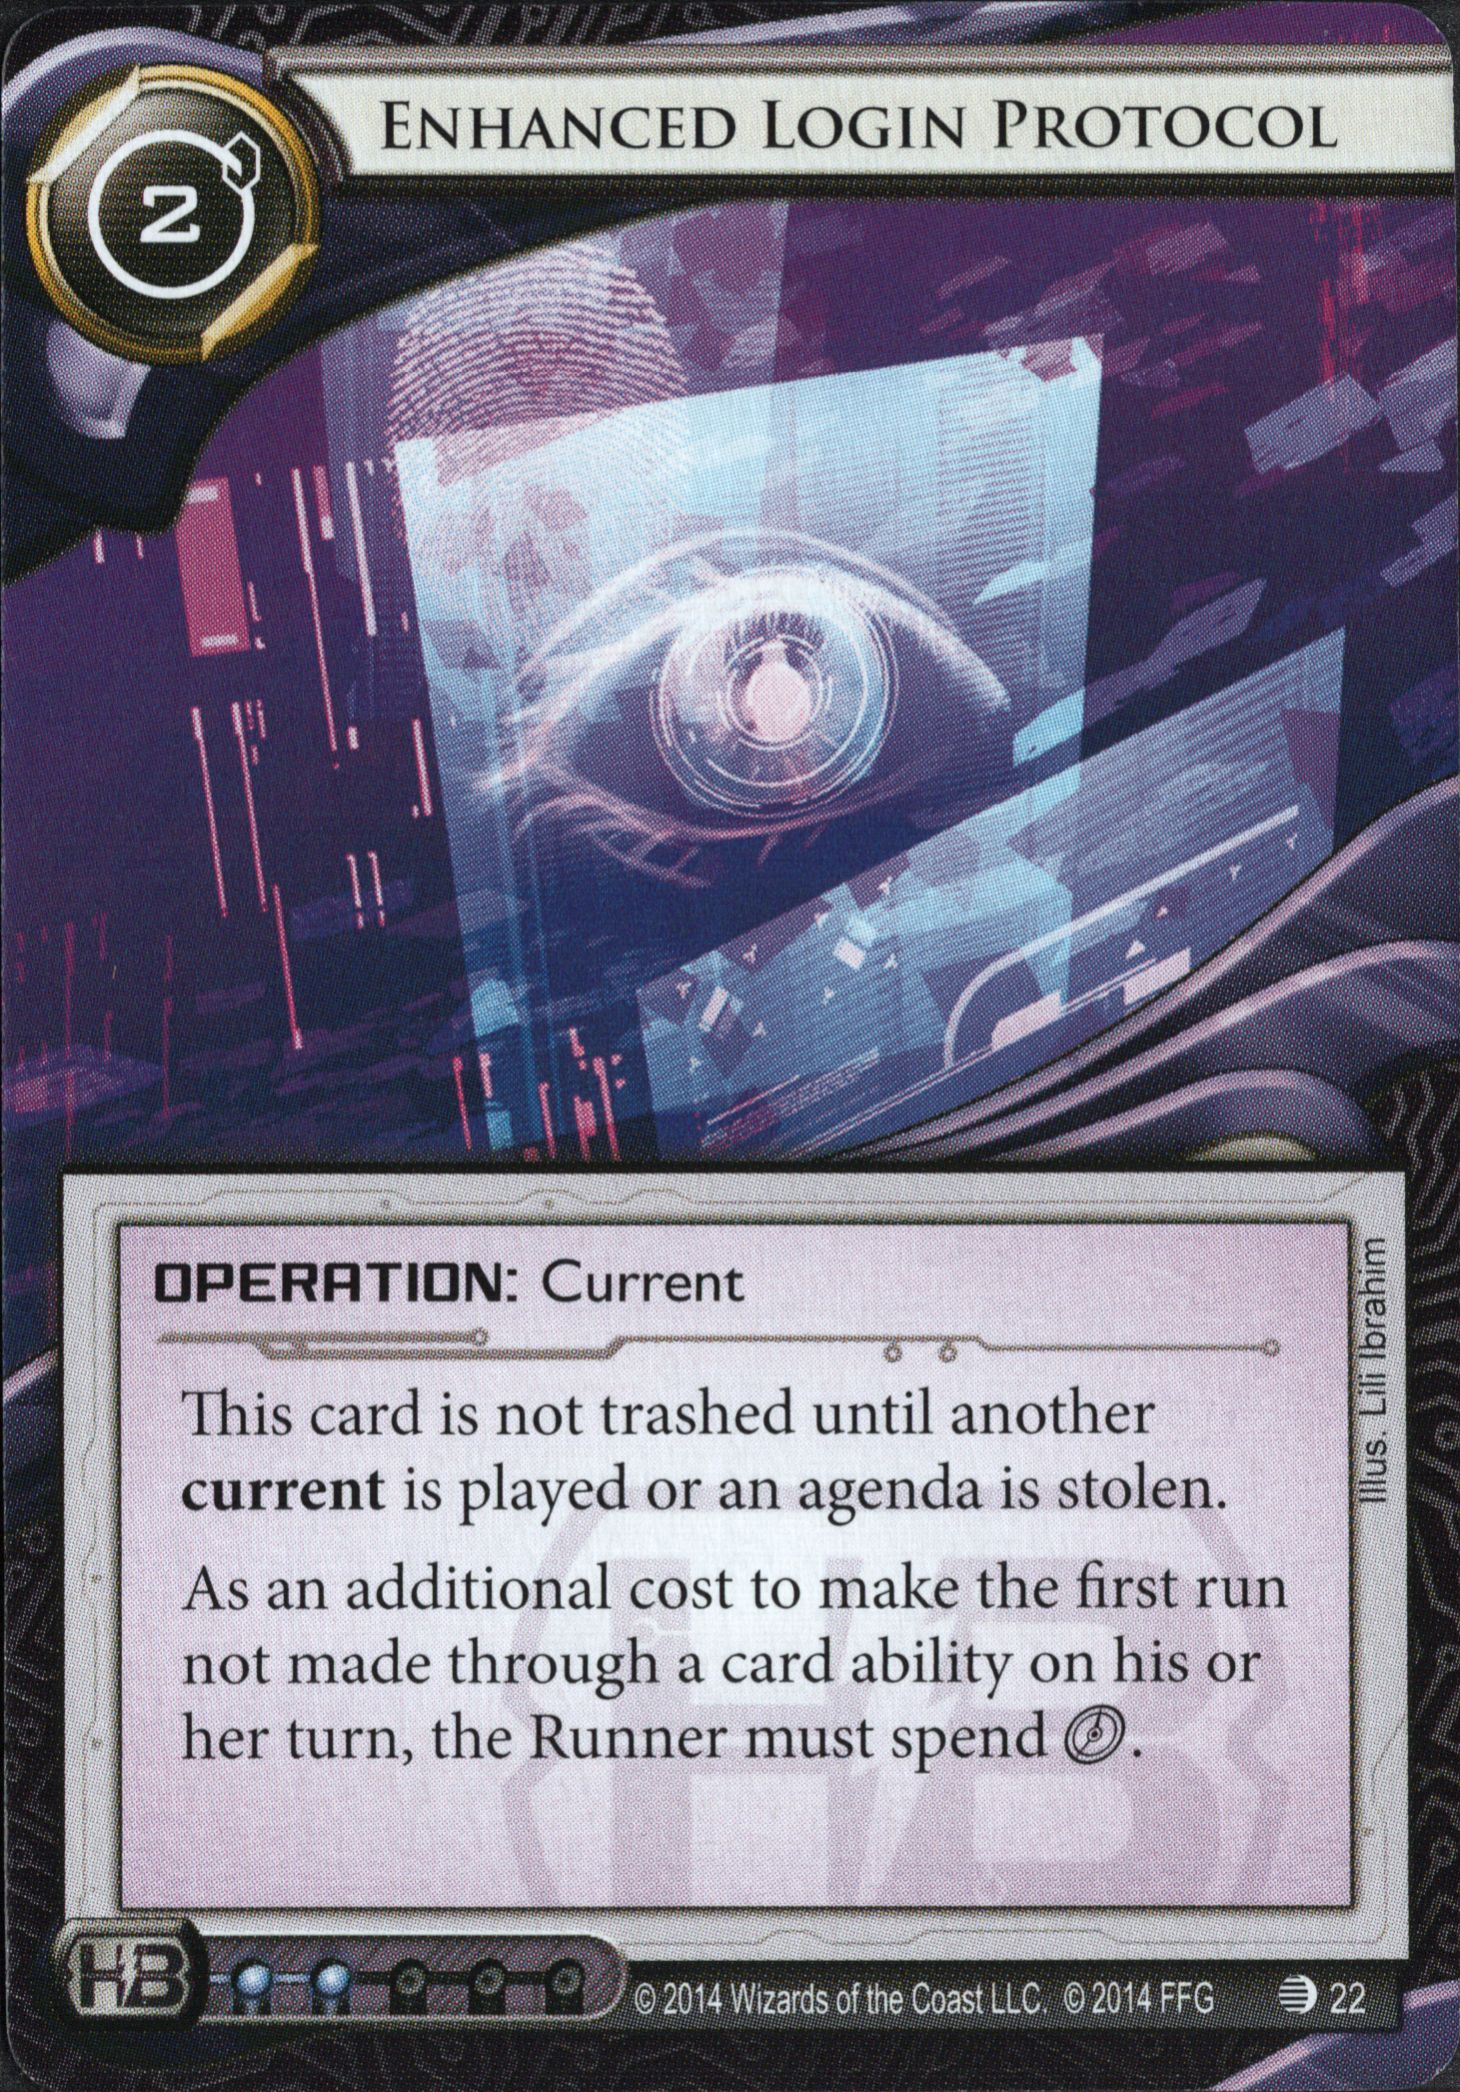 2
ENHANCED LOGIN PROTOCOL
OPERATION: Current
This card is not trashed until another
current is played or an agenda is stolen.
As an additional cost to make the first run
not made through a card ability on his or
her turn, the Runner must spend .
Illus. Lili Ibrahim
HB
© 2014 Wizards of the Coast LLC. © 2014 FFG
22